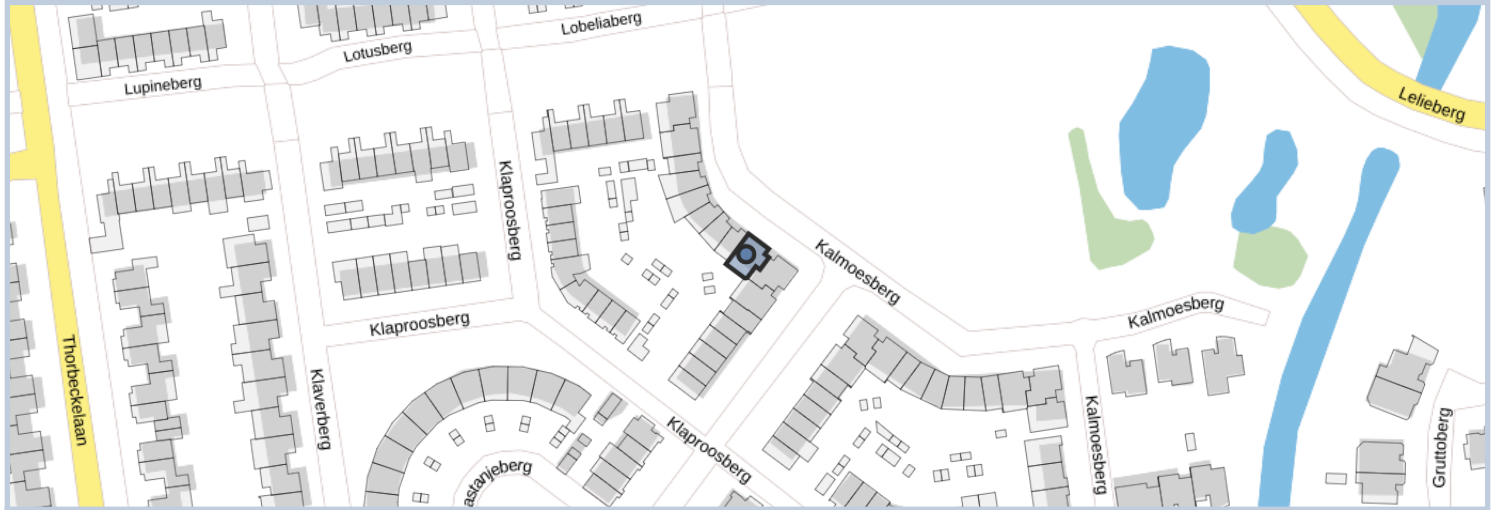 Lobeliaberg
Lotusberg
Lupineberg
Lelieberg
Klaproosberg
Kalmoesberg
Kalmoesberg
Klaproosberg
Thorbeckelaan
Klaverberg
Kalmoesberg
Klaproosberg
Gruttoberg
astanjeberg